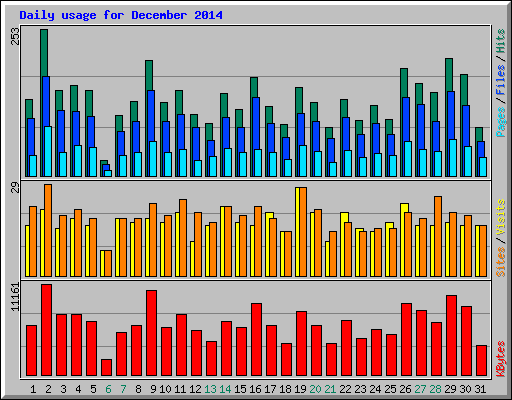 Daily usage for December 2014
253
Pages / Files / Hits
29
Sites / Visits
11161
KBytes
1 2 3 4 5 6 7 8 9 10 11 12 13 14 15 16 17 18 19 20 21 22 23 24 25 26 27 28 29 30 31